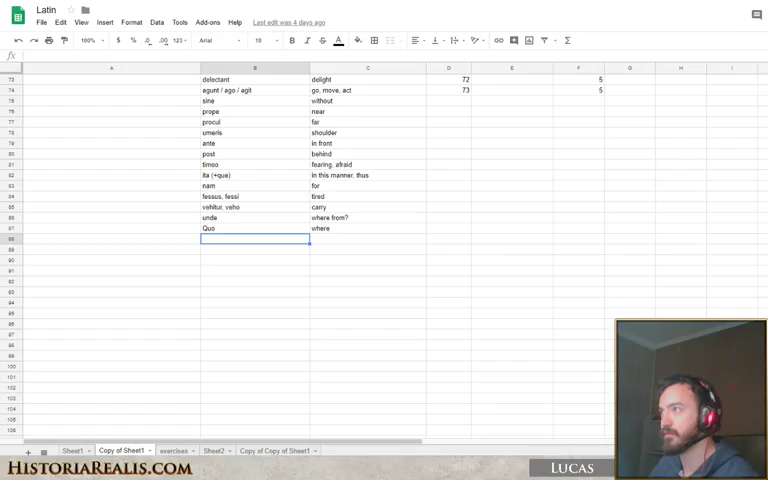 Latin
File Edit View Insert Format Data Tools Add-ons Help Last edit was 4 days ago
100% $ % .0 .00 123 Arial 10 B I S A
fx
A B C D E F G H I
73 delectant delight 72 5
74 agunt / ago / agit go, move, act 73 5
75 sine without
76 prope near
77 procul far
78 umeris shoulder
79 ante in front
80 post behind
81 timeo fearing, afraid
82 ita (+que) in this manner, thus
83 nam for
84 fessus, fessi tired
85 vehitur, veho carry
86 unde where from?
87 Quo where
88
89
90
91
92
93
94
95
96
97
98
99
100
101
102
103
104
105
106
Sheet1 Copy of Sheet1 exercises Sheet2 Copy of Copy of Sheet1
HISTORIAREALIS.COM LUCAS